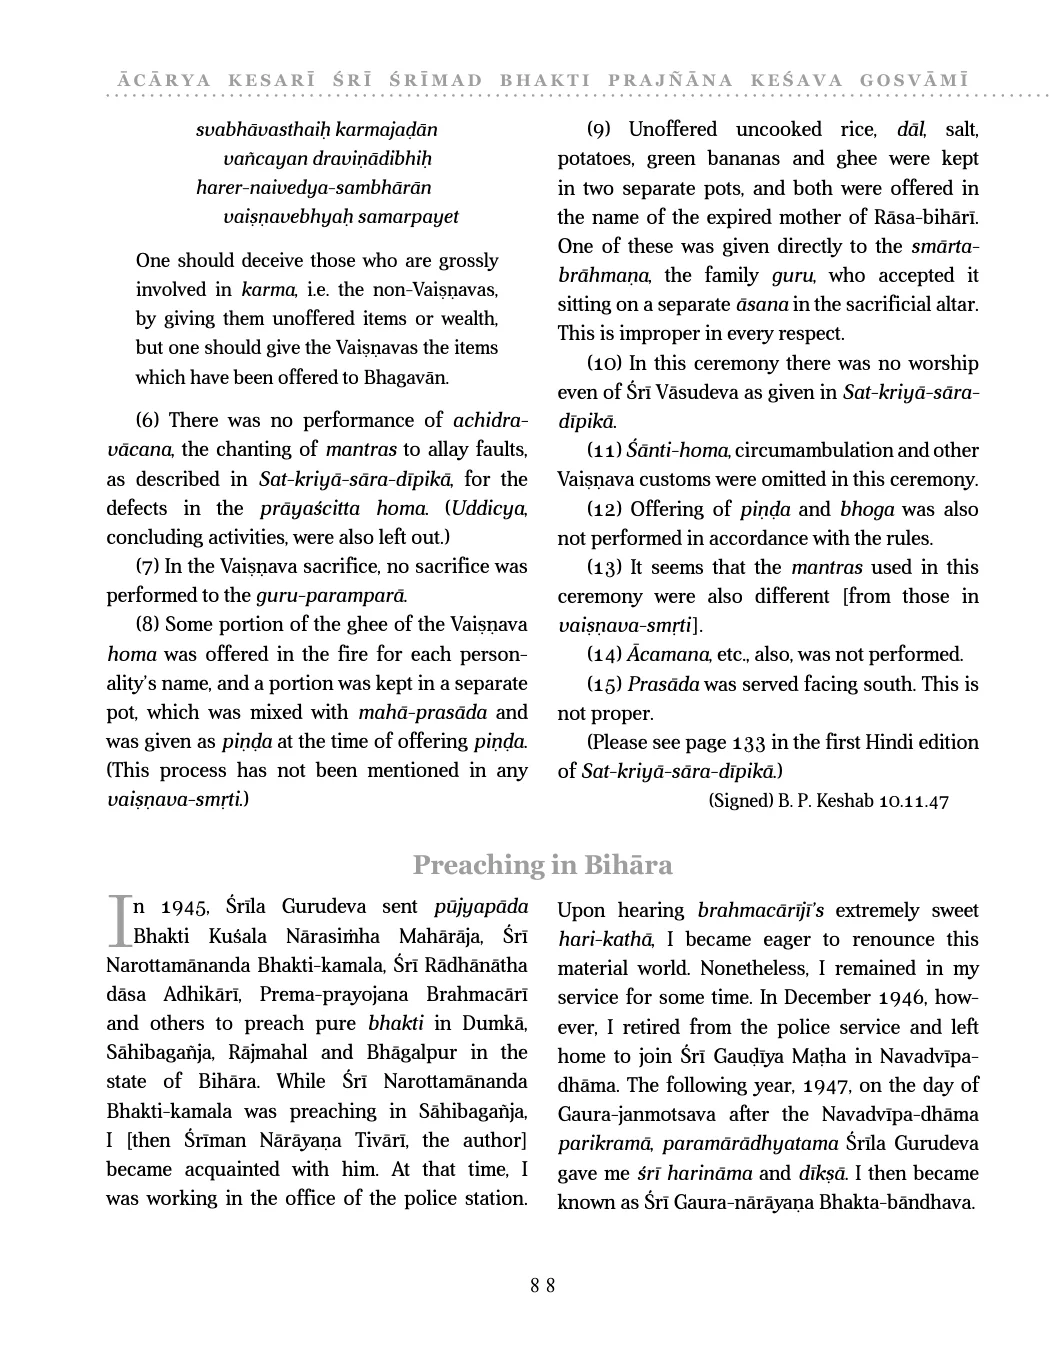 ĀCĀRYA KESARĪ ŚRĪ ŚRĪMAD BHAKTI PRAJÑĀNA KEŚAVA GOSVĀMĪ
svabhāvasthaiḥ karmajaḍān
vañcayan draviṇādibhiḥ
harer-naivedya-sambhārān
vaiṣṇavebhyaḥ samarpayet
One should deceive those who are grossly
involved in karma, i.e. the non-Vaiṣṇavas,
by giving them unoffered items or wealth,
but one should give the Vaiṣṇavas the items
which have been offered to Bhagavān.
(6) There was no performance of achidra-
vācana, the chanting of mantras to allay faults,
as described in Sat-kriyā-sāra-dīpikā, for the
defects in the prāyaścitta homa. (Uddicya,
concluding activities, were also left out.)
(7) In the Vaiṣṇava sacrifice, no sacrifice was
performed to the guru-paramparā.
(8) Some portion of the ghee of the Vaiṣṇava
homa was offered in the fire for each person-
ality's name, and a portion was kept in a separate
pot, which was mixed with mahā-prasāda and
was given as piṇḍa at the time of offering piṇḍa.
(This process has not been mentioned in any
vaiṣṇava-smṛti.)
(9) Unoffered uncooked rice, dāl, salt,
potatoes, green bananas and ghee were kept
in two separate pots, and both were offered in
the name of the expired mother of Rāsa-bihārī.
One of these was given directly to the smārta-
brāhmaṇa, the family guru, who accepted it
sitting on a separate āsana in the sacrificial altar.
This is improper in every respect.
(10) In this ceremony there was no worship
even of Śrī Vāsudeva as given in Sat-kriyā-sāra-
dīpikā.
(11) Śānti-homa, circumambulation and other
Vaiṣṇava customs were omitted in this ceremony.
(12) Offering of piṇḍa and bhoga was also
not performed in accordance with the rules.
(13) It seems that the mantras used in this
ceremony were also different [from those in
vaiṣṇava-smṛti].
(14) Ācamana, etc., also, was not performed.
(15) Prasāda was served facing south. This is
not proper.
(Please see page 133 in the first Hindi edition
of Sat-kriyā-sāra-dīpikā.)
(Signed) B. P. Keshab 10.11.47
Preaching in Bihāra
In 1945, Śrīla Gurudeva sent pūjyapāda
Bhakti Kuśala Nārasiṁha Mahārāja, Śrī
Narottamānanda Bhakti-kamala, Śrī Rādhānātha
dāsa Adhikārī, Prema-prayojana Brahmacārī
and others to preach pure bhakti in Dumkā,
Sāhibagañja, Rājmahal and Bhāgalpur in the
state of Bihāra. While Śrī Narottamānanda
Bhakti-kamala was preaching in Sāhibagañja,
I [then Śrīman Nārāyaṇa Tivārī, the author]
became acquainted with him. At that time, I
was working in the office of the police station.
Upon hearing brahmacārījī's extremely sweet
hari-kathā, I became eager to renounce this
material world. Nonetheless, I remained in my
service for some time. In December 1946, how-
ever, I retired from the police service and left
home to join Śrī Gauḍīya Maṭha in Navadvīpa-
dhāma. The following year, 1947, on the day of
Gaura-janmotsava after the Navadvīpa-dhāma
parikramā, paramārādhyatama Śrīla Gurudeva
gave me śrī harināma and dīkṣā. I then became
known as Śrī Gaura-nārāyaṇa Bhakta-bāndhava.
88